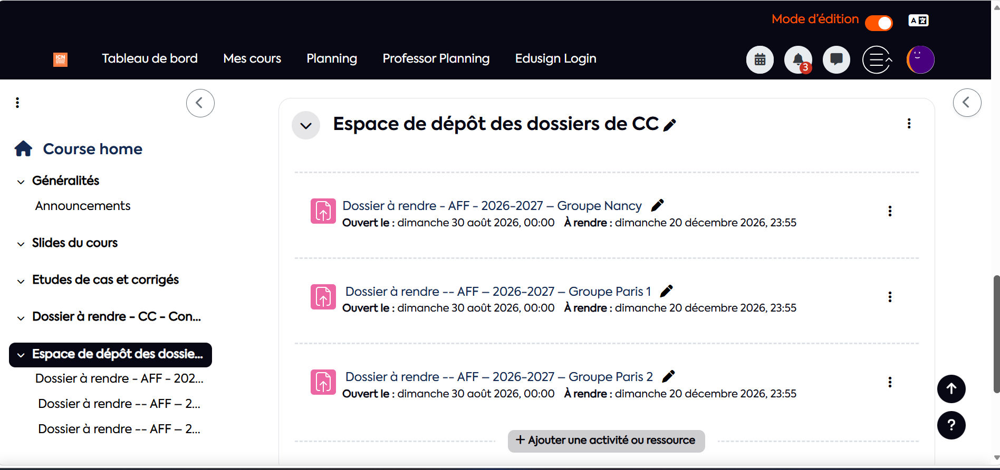 Mode d'édition
ICN
Tableau de bord
Mes cours
Planning
Professor Planning
Edusign Login
3
Course home
Généralités
Announcements
Slides du cours
Etudes de cas et corrigés
Dossier à rendre - CC - Con...
Espace de dépôt des dossie...
Dossier à rendre - AFF - 202...
Dossier à rendre -- AFF – 2...
Dossier à rendre -- AFF – 2...
Espace de dépôt des dossiers de CC
Dossier à rendre - AFF - 2026-2027 – Groupe Nancy
Ouvert le : dimanche 30 août 2026, 00:00 À rendre : dimanche 20 décembre 2026, 23:55
Dossier à rendre -- AFF – 2026-2027 – Groupe Paris 1
Ouvert le : dimanche 30 août 2026, 00:00 À rendre : dimanche 20 décembre 2026, 23:55
Dossier à rendre -- AFF – 2026-2027 – Groupe Paris 2
Ouvert le : dimanche 30 août 2026, 00:00 À rendre : dimanche 20 décembre 2026, 23:55
+ Ajouter une activité ou ressource
?